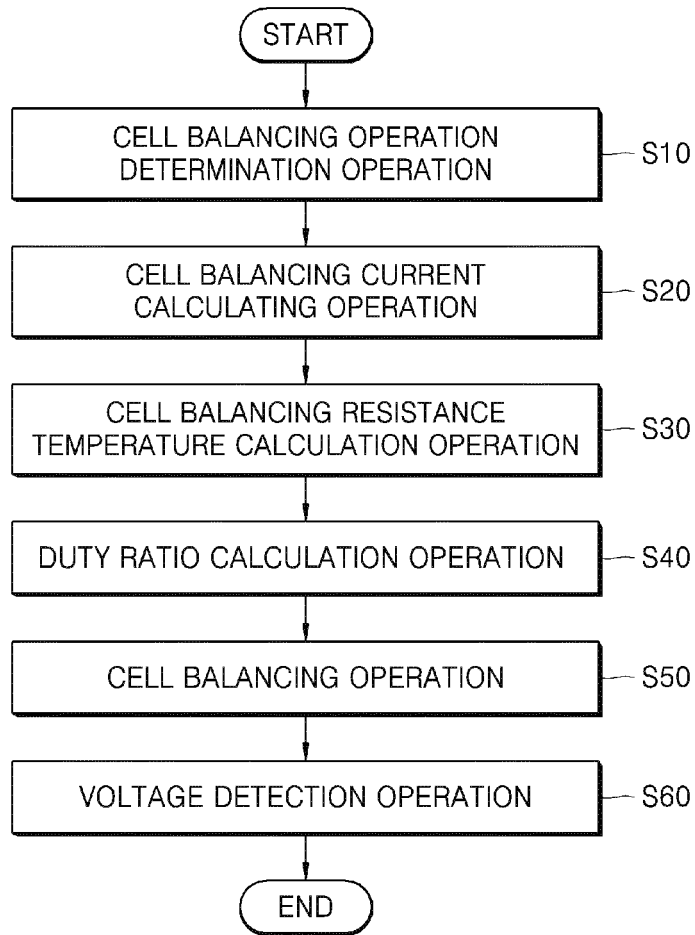 START
CELL BALANCING OPERATION
DETERMINATION OPERATION
S10
CELL BALANCING CURRENT
CALCULATING OPERATION
S20
CELL BALANCING RESISTANCE
TEMPERATURE CALCULATION OPERATION
S30
DUTY RATIO CALCULATION OPERATION
S40
CELL BALANCING OPERATION
S50
VOLTAGE DETECTION OPERATION
S60
END